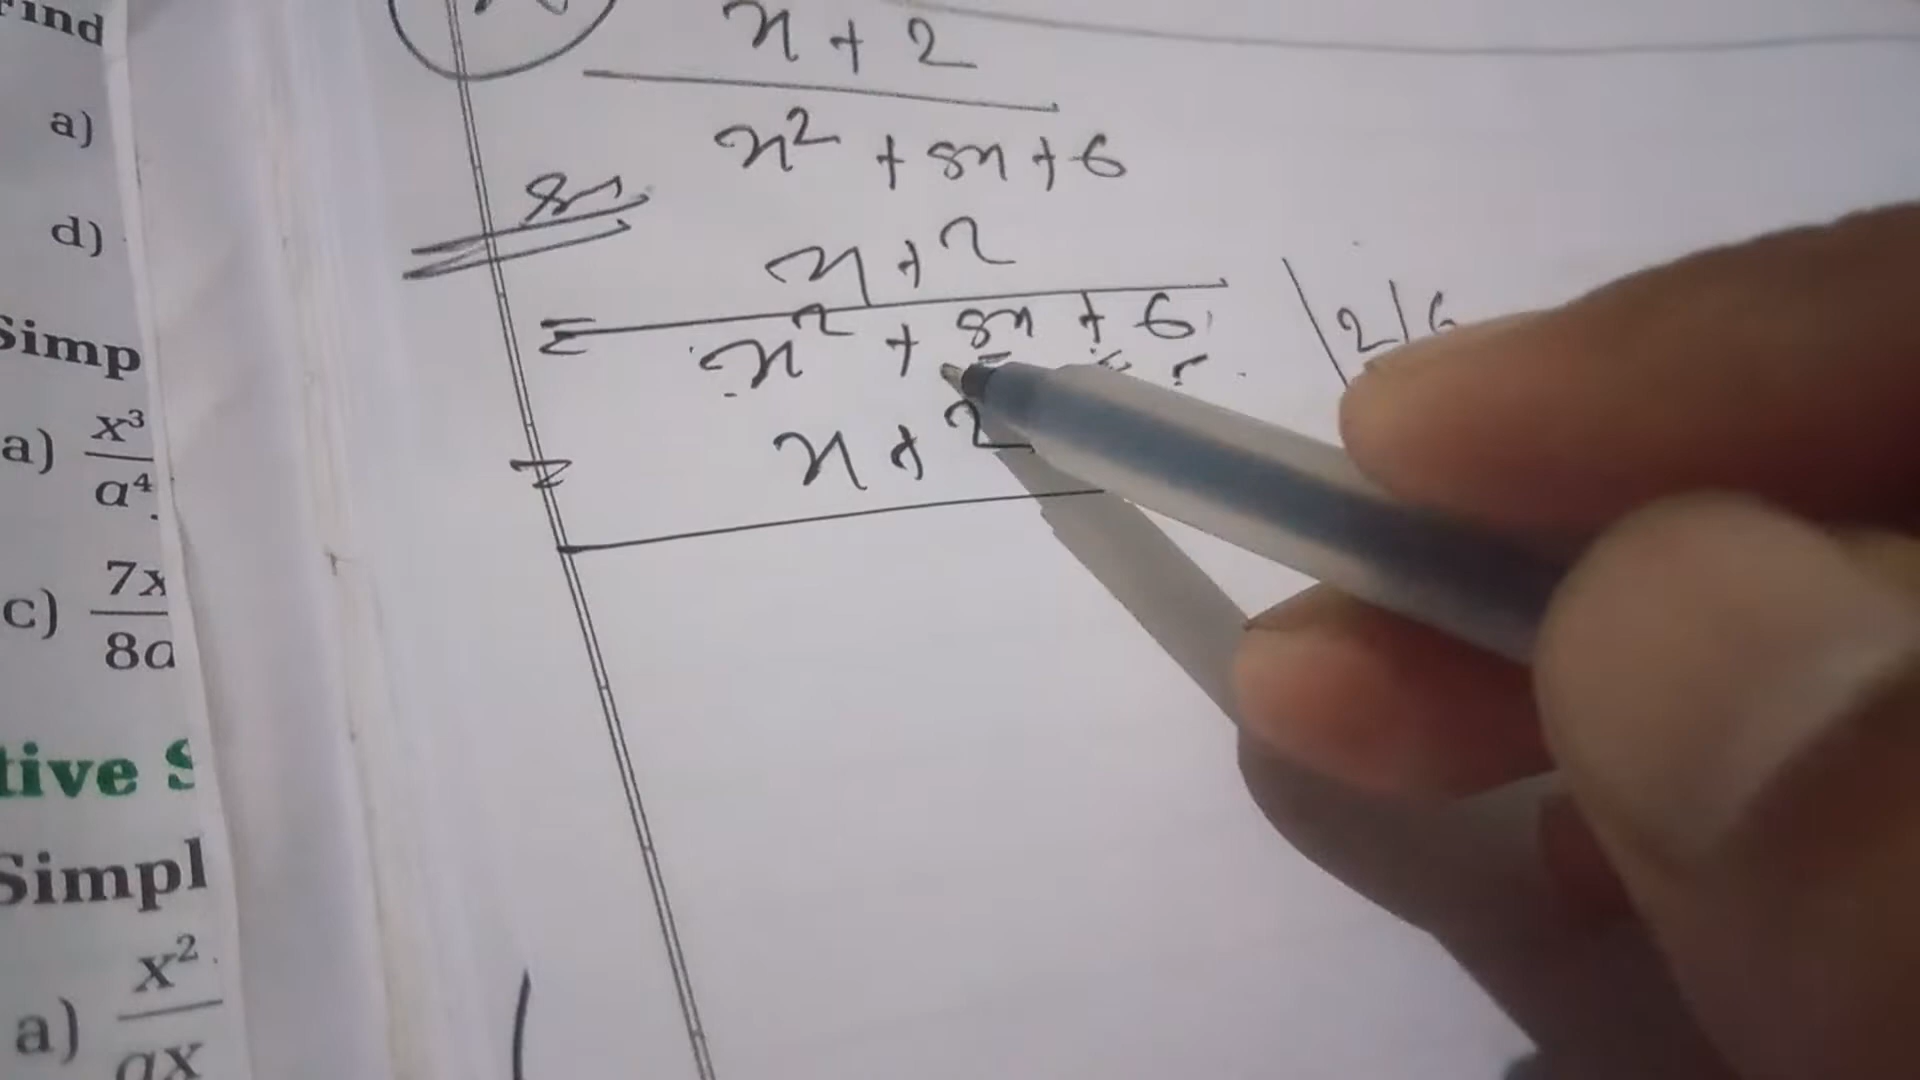 Find
a)
d)
Simp
a) x³
a⁴
c) 7x
8a
tive S
Simpl
a) x²
ax
x + 2
x² + 5x + 6
Sol
x + 2
= x² + 5x + 6
2 | 6
= x + 2